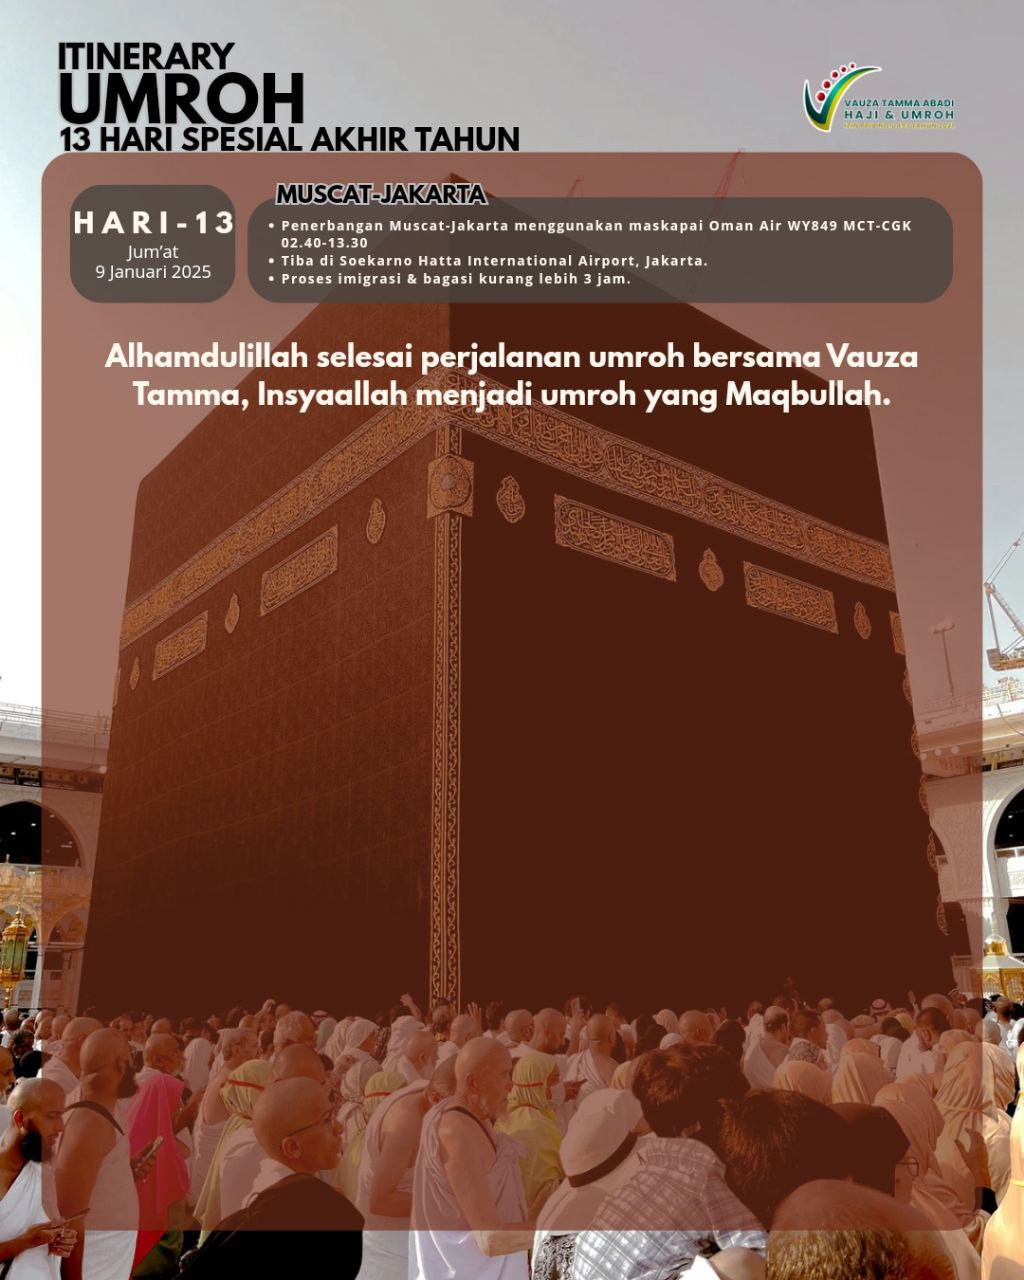 ITINERARY
UMROH
13 HARI SPESIAL AKHIR TAHUN
VAUZA TAMMA ABADI
HAJI & UMROH
HARI-13
Jum'at
9 Januari 2025
MUSCAT-JAKARTA
• Penerbangan Muscat-Jakarta menggunakan maskapai Oman Air WY849 MCT-CGK
02.40-13.30
• Tiba di Soekarno Hatta International Airport, Jakarta.
• Proses imigrasi & bagasi kurang lebih 3 jam.
Alhamdulillah selesai perjalanan umroh bersama Vauza
Tamma, Insyaallah menjadi umroh yang Maqbullah.